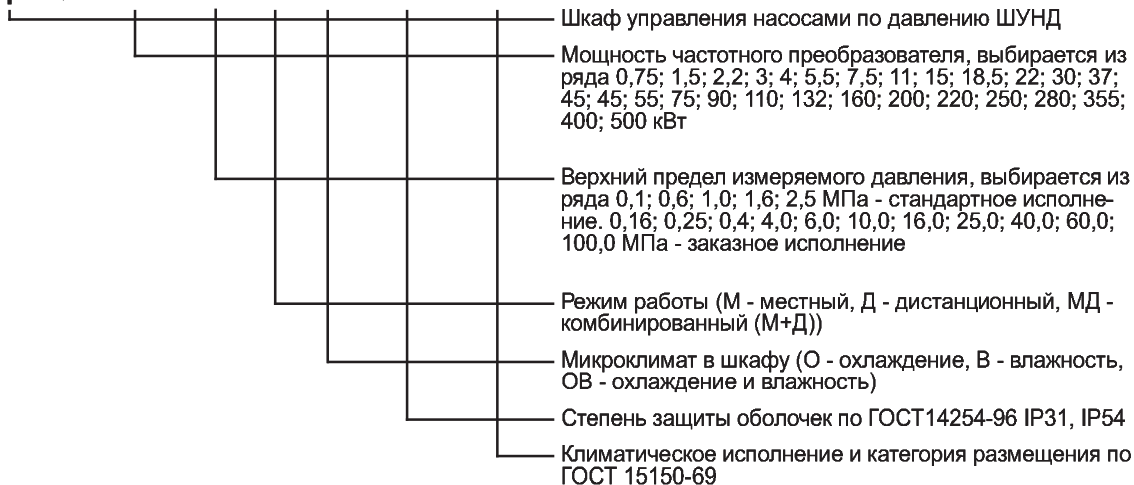 Шкаф управления насосами по давлению ШУНД
Мощность частотного преобразователя, выбирается из
ряда 0,75; 1,5; 2,2; 3; 4; 5,5; 7,5; 11; 15; 18,5; 22; 30; 37;
45; 45; 55; 75; 90; 110; 132; 160; 200; 220; 250; 280; 355;
400; 500 кВт
Верхний предел измеряемого давления, выбирается из
ряда 0,1; 0,6; 1,0; 1,6; 2,5 МПа - стандартное исполне-
ние. 0,16; 0,25; 0,4; 4,0; 6,0; 10,0; 16,0; 25,0; 40,0; 60,0;
100,0 МПа - заказное исполнение
Режим работы (М - местный, Д - дистанционный, МД -
комбинированный (М+Д))
Микроклимат в шкафу (О - охлаждение, В - влажность,
ОВ - охлаждение и влажность)
Степень защиты оболочек по ГОСТ14254-96 IP31, IP54
Климатическое исполнение и категория размещения по
ГОСТ 15150-69